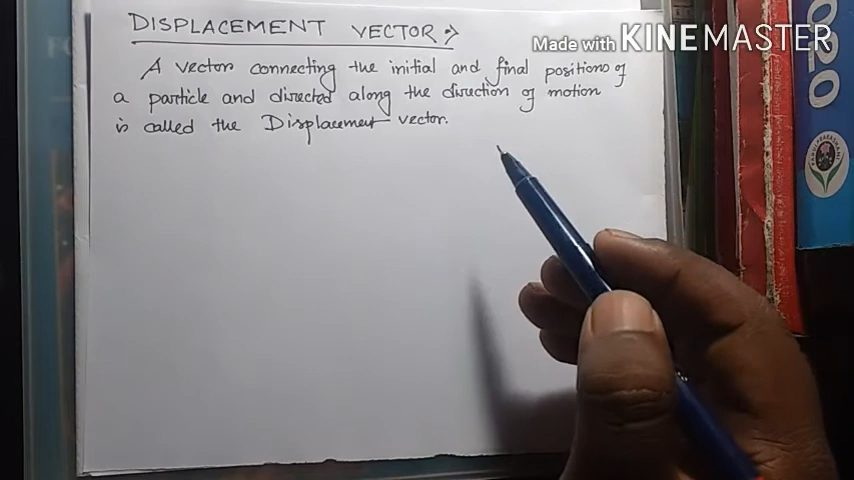 DISPLACEMENT VECTOR :→
Made with KINEMASTER
A vector connecting the initial and final positions of
a particle and directed along the direction of motion
is called the Displacement vector.
020